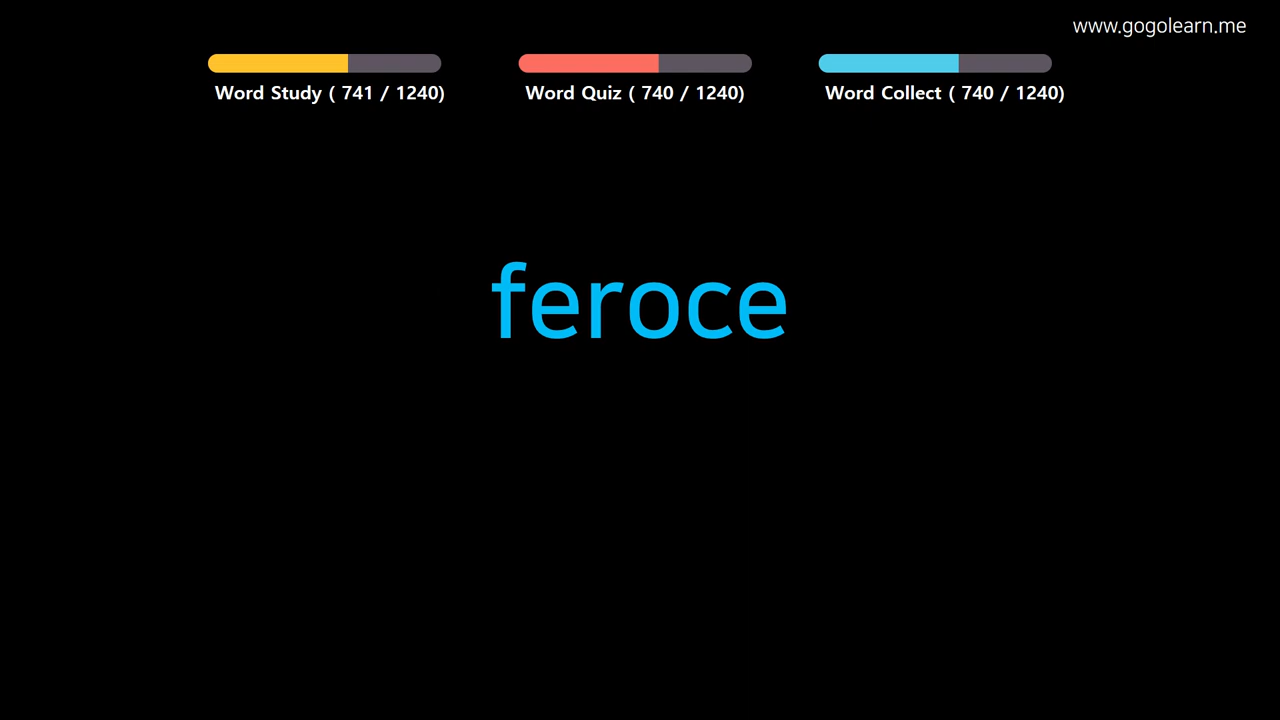 www.gogolearn.me
Word Study ( 741 / 1240)
Word Quiz ( 740 / 1240)
Word Collect ( 740 / 1240)
feroce